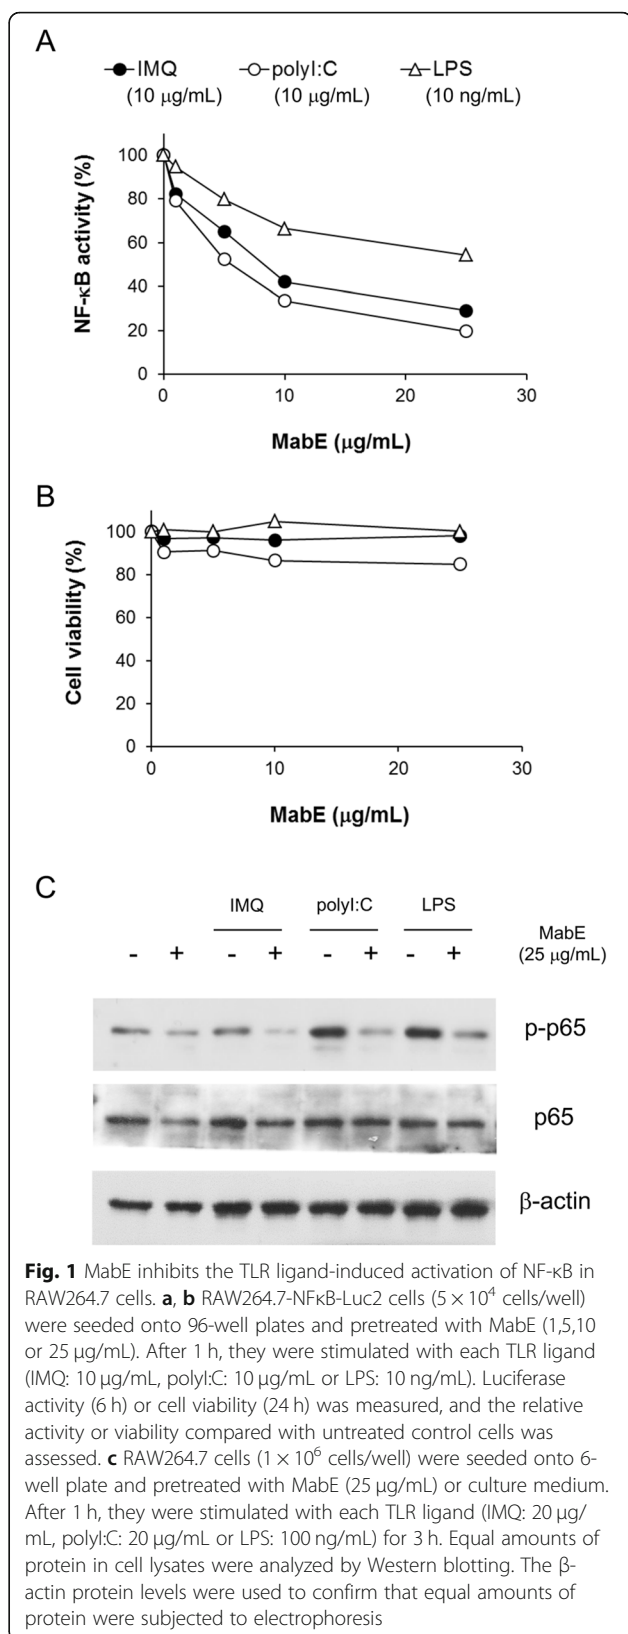 A
IMQ polyI:C LPS
(10 μg/mL) (10 μg/mL) (10 ng/mL)
100
80
60
40
20
0
NF-κB activity (%)
0 10 20 30
MabE (μg/mL)
B
100
80
60
40
20
0
Cell viability (%)
0 10 20 30
MabE (μg/mL)
C
IMQ polyI:C LPS
MabE
- + - + - + - + (25 μg/mL)
p-p65
p65
β-actin
Fig. 1 MabE inhibits the TLR ligand-induced activation of NF-κB in
RAW264.7 cells. a, b RAW264.7-NFκB-Luc2 cells (5 × 10⁴ cells/well)
were seeded onto 96-well plates and pretreated with MabE (1,5,10
or 25 μg/mL). After 1 h, they were stimulated with each TLR ligand
(IMQ: 10 μg/mL, polyI:C: 10 μg/mL or LPS: 10 ng/mL). Luciferase
activity (6 h) or cell viability (24 h) was measured, and the relative
activity or viability compared with untreated control cells was
assessed. c RAW264.7 cells (1 × 10⁶ cells/well) were seeded onto 6-
well plate and pretreated with MabE (25 μg/mL) or culture medium.
After 1 h, they were stimulated with each TLR ligand (IMQ: 20 μg/
mL, polyI:C: 20 μg/mL or LPS: 100 ng/mL) for 3 h. Equal amounts of
protein in cell lysates were analyzed by Western blotting. The β-
actin protein levels were used to confirm that equal amounts of
protein were subjected to electrophoresis